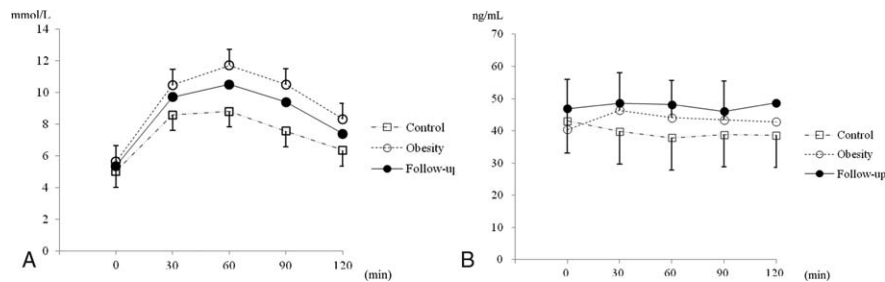 mmol/L
14
12
10
8
6
4
2
0
0 30 60 90 120 (min)
Control
Obesity
Follow-up
A
ng/mL
70
60
50
40
30
20
10
0
0 30 60 90 120 (min)
Control
Obesity
Follow-up
B